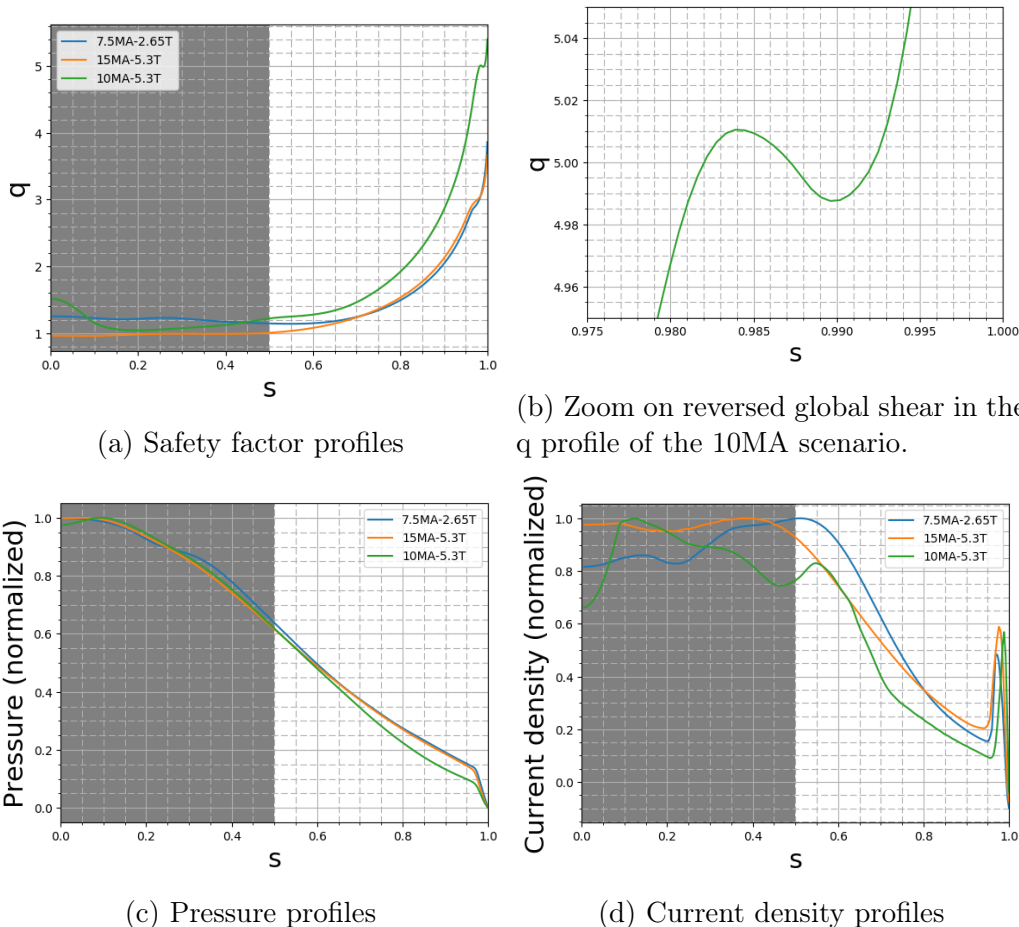 7.5MA-2.65T
15MA-5.3T
10MA-5.3T
q
5
4
3
2
1
0.0 0.2 0.4 0.6 0.8 1.0
s
(a) Safety factor profiles
q
5.04
5.02
5.00
4.98
4.96
0.975 0.980 0.985 0.990 0.995 1.000
s
(b) Zoom on reversed global shear in the
q profile of the 10MA scenario.
Pressure (normalized)
1.0
0.8
0.6
0.4
0.2
0.0
7.5MA-2.65T
15MA-5.3T
10MA-5.3T
0.0 0.2 0.4 0.6 0.8 1.0
s
(c) Pressure profiles
Current density (normalized)
1.0
0.8
0.6
0.4
0.2
0.0
7.5MA-2.65T
15MA-5.3T
10MA-5.3T
0.0 0.2 0.4 0.6 0.8 1.0
s
(d) Current density profiles